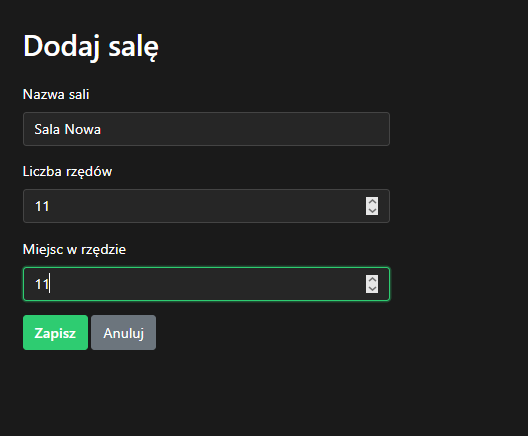 Dodaj salę
Nazwa sali
Sala Nowa
Liczba rzędów
11
Miejsc w rzędzie
11
Zapisz Anuluj